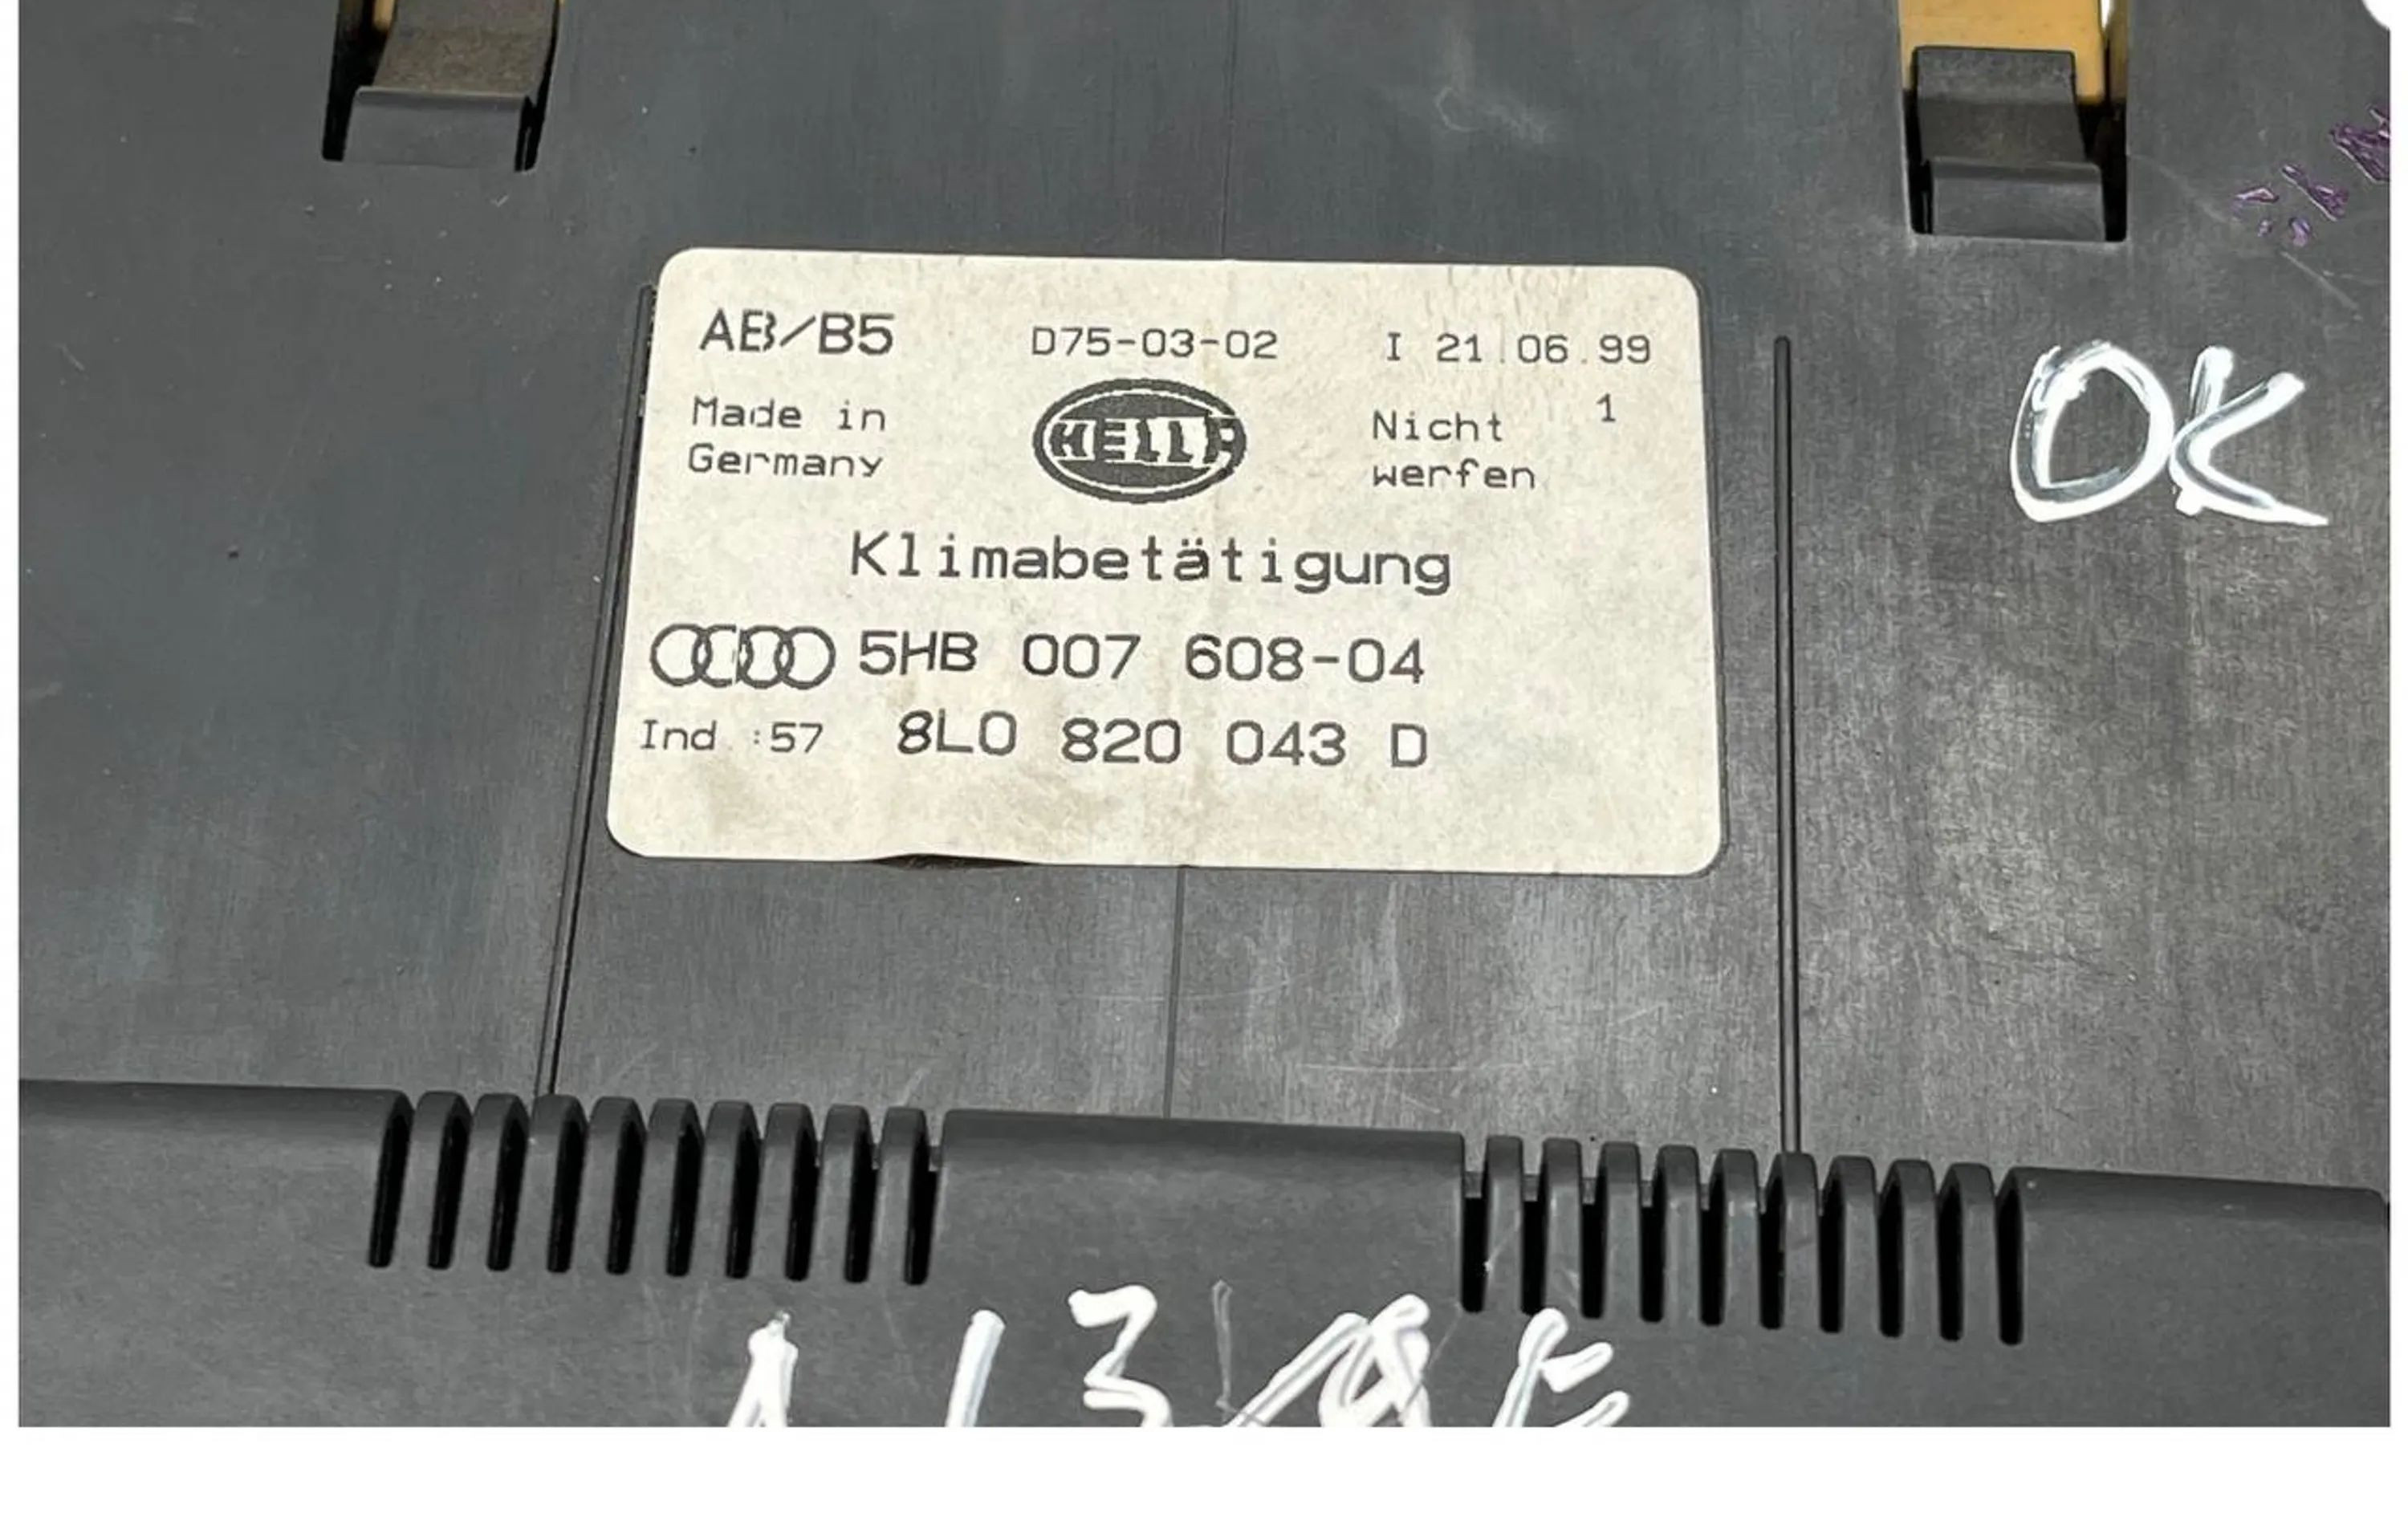 AB/B5 D75-03-02 I 21.06.99
Made in Germany
HELLA
Nicht werfen
1
Klimabetätigung
5HB 007 608-04
Ind.:57 8L0 820 043 D
OK